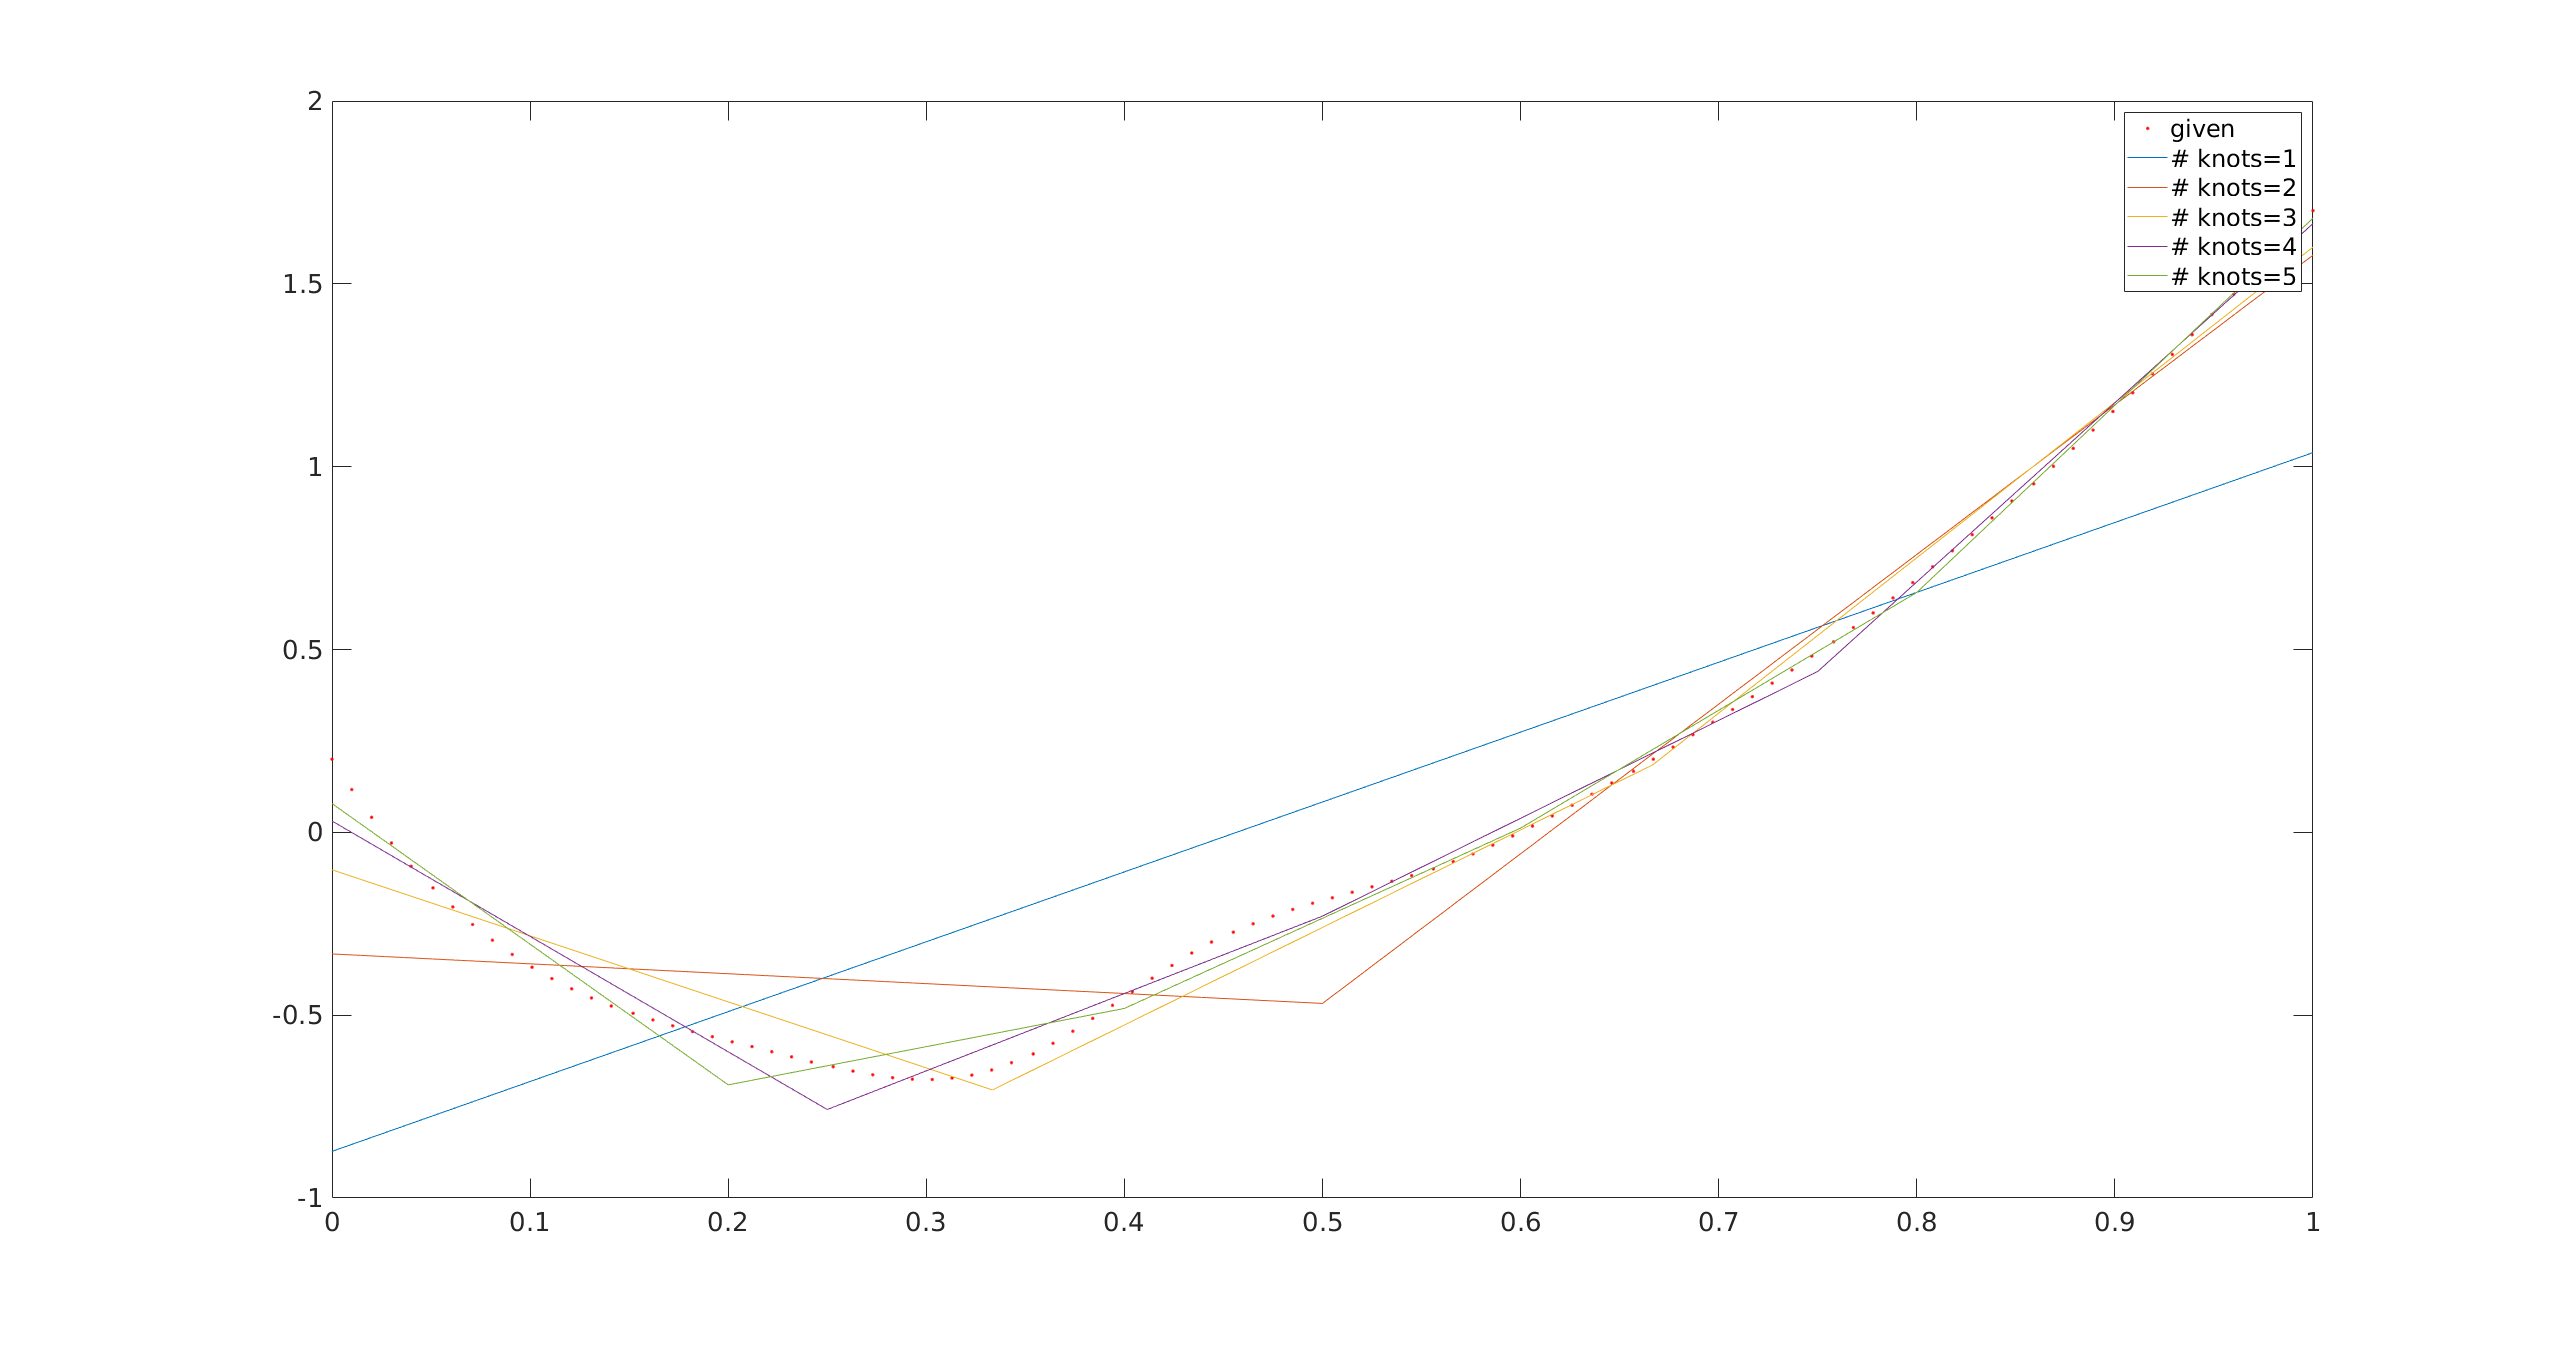 2
1.5
1
0.5
0
-0.5
-1
0 0.1 0.2 0.3 0.4 0.5 0.6 0.7 0.8 0.9 1
given
# knots=1
# knots=2
# knots=3
# knots=4
# knots=5